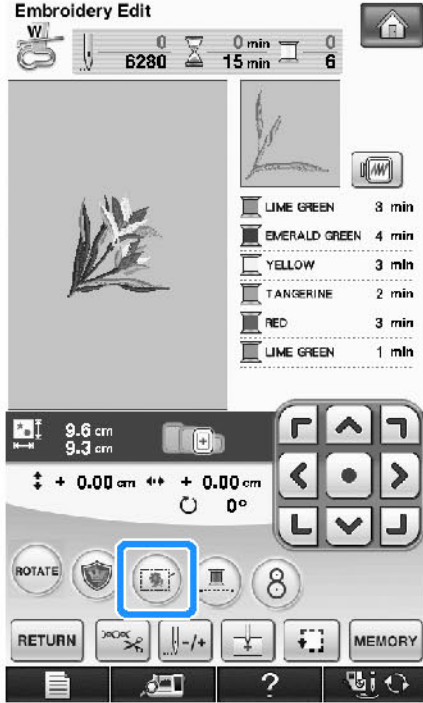 Embroidery Edit
W
0 0 min 0
6280 15 min 6
LIME GREEN 3 min
EMERALD GREEN 4 min
YELLOW 3 min
TANGERINE 2 min
RED 3 min
LIME GREEN 1 min
9.6 cm
9.3 cm
+ 0.00 cm + 0.00 cm
0°
ROTATE
8
RETURN -/+ MEMORY
?